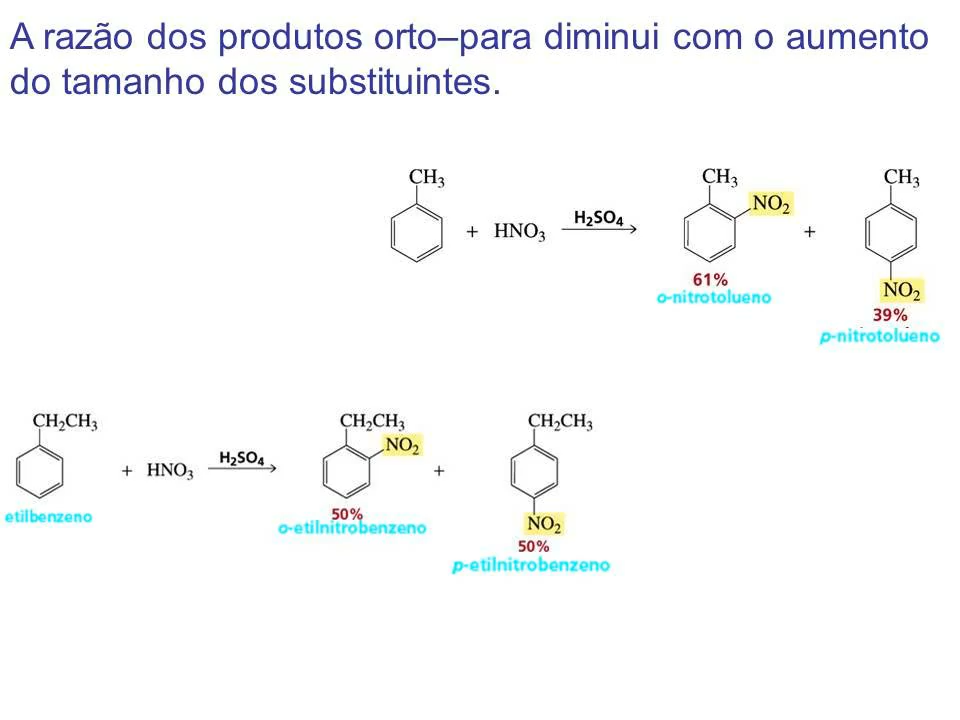 A razão dos produtos orto–para diminui com o aumento
do tamanho dos substituintes.
CH₃ + HNO₃ H₂SO₄ CH₃ NO₂ + CH₃ NO₂
61%
o-nitrotolueno
39%
p-nitrotolueno
CH₂CH₃ + HNO₃ H₂SO₄ CH₂CH₃ NO₂ + CH₂CH₃ NO₂
etilbenzeno
50%
o-etilnitrobenzeno
50%
p-etilnitrobenzeno